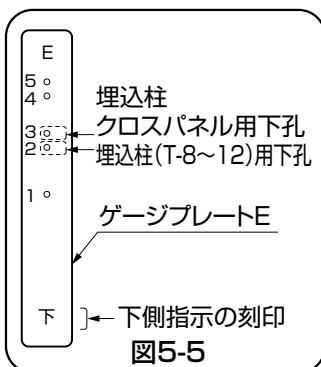 E
5
4
埋込柱
3 クロスパネル用下孔
2 埋込柱(T-8～12)用下孔
1
ゲージプレートE
下 下側指示の刻印
図5-5